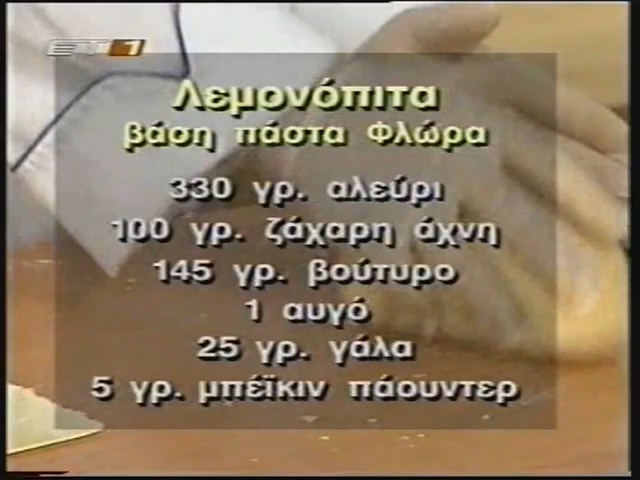 ET1
Λεμονόπιτα
βάση πάστα Φλώρα
330 γρ. αλεύρι
100 γρ. ζάχαρη άχνη
145 γρ. βούτυρο
1 αυγό
25 γρ. γάλα
5 γρ. μπέϊκιν πάουντερ